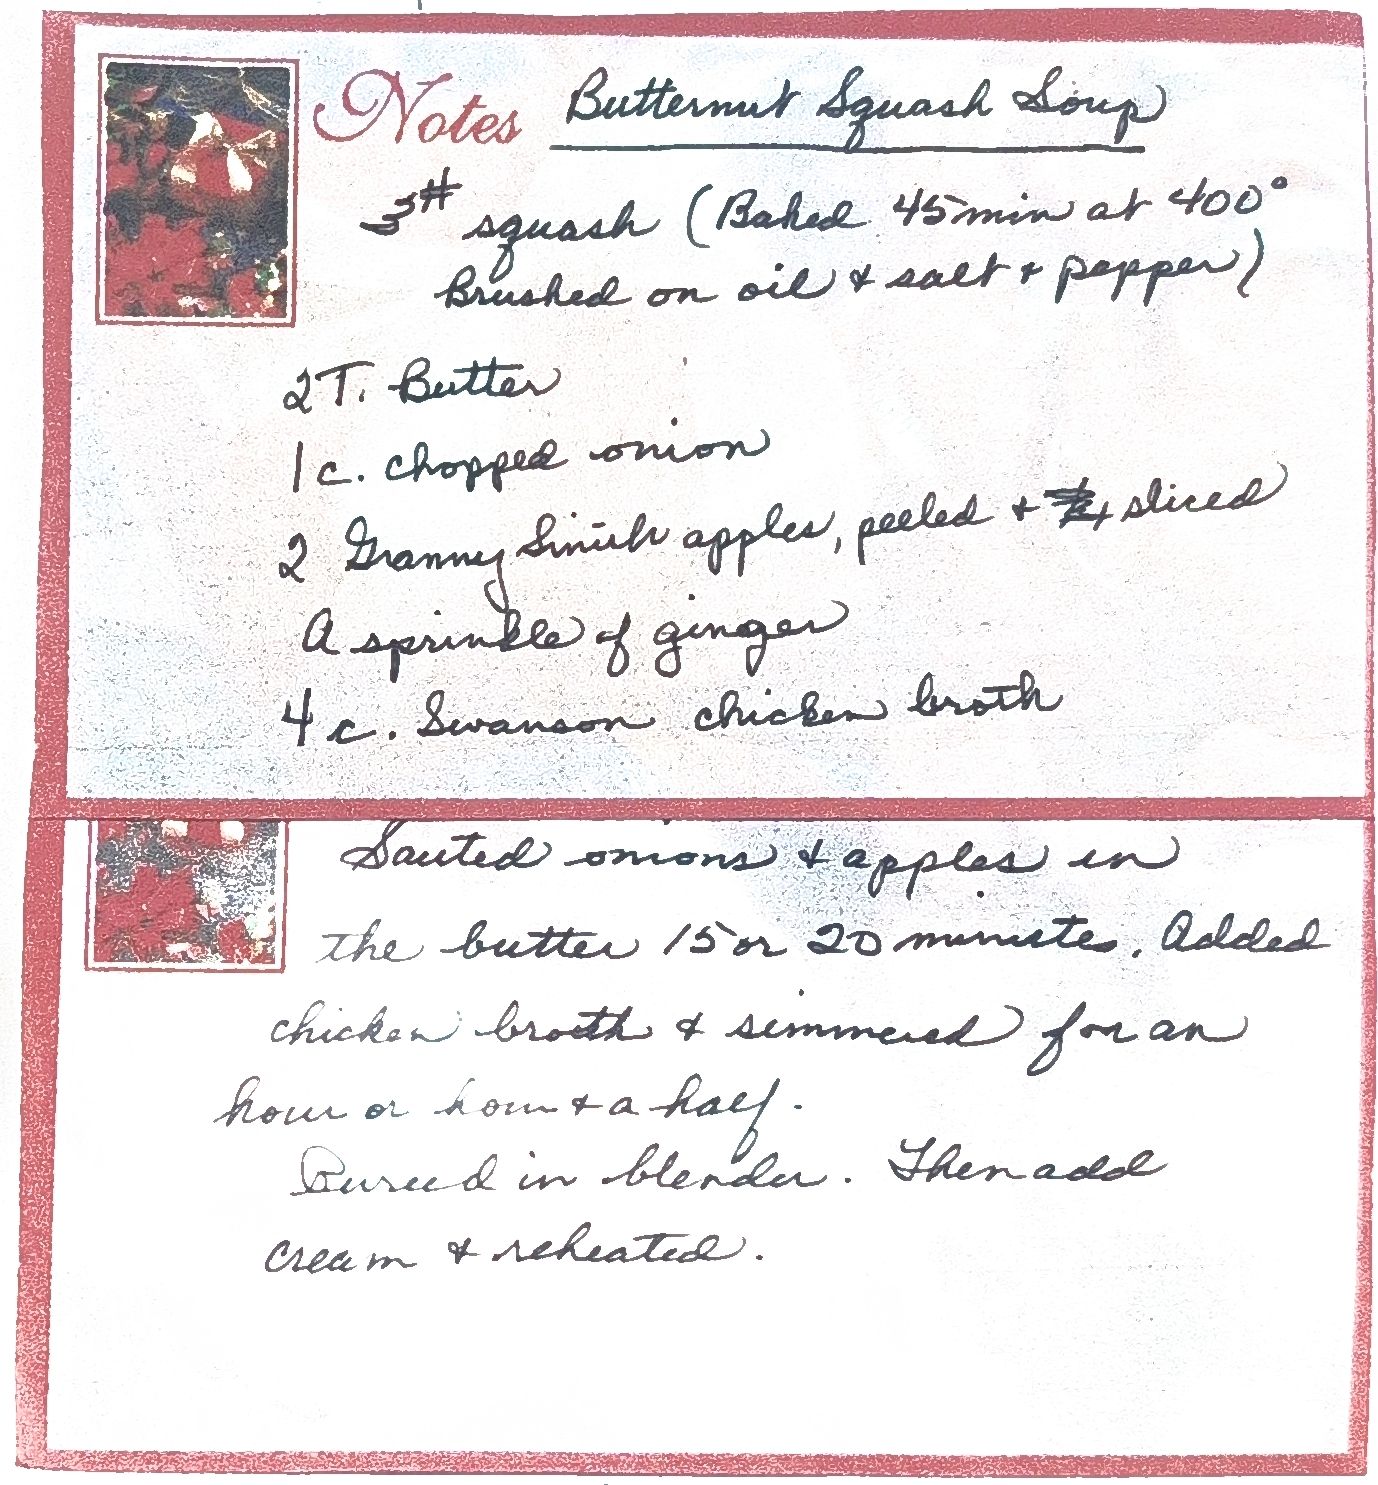 Notes Butternut Squash Soup
3# squash (Baked 45 min at 400°
Brushed on oil & salt & pepper)
2 T. Butter
1 c. chopped onion
2 Granny Smith apples, peeled & sliced
A sprinkle of ginger
4 c. Swanson chicken broth
Sauted onions & apples in
the butter 15 or 20 minutes. Added
chicken broth & simmered for an
hour or hour & a half.
Pureed in blender. Then add
cream & reheated.